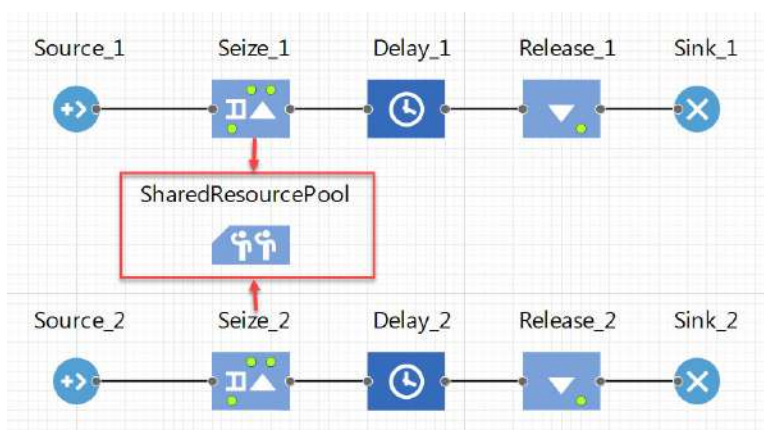 Source_1 Seize_1 Delay_1 Release_1 Sink_1
SharedResourcePool
Source_2 Seize_2 Delay_2 Release_2 Sink_2